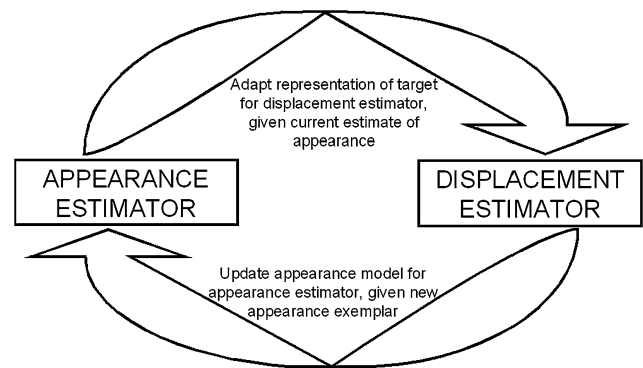 Adapt representation of target
for displacement estimator,
given current estimate of
appearance
APPEARANCE
ESTIMATOR
DISPLACEMENT
ESTIMATOR
Update appearance model for
appearance estimator, given new
appearance exemplar